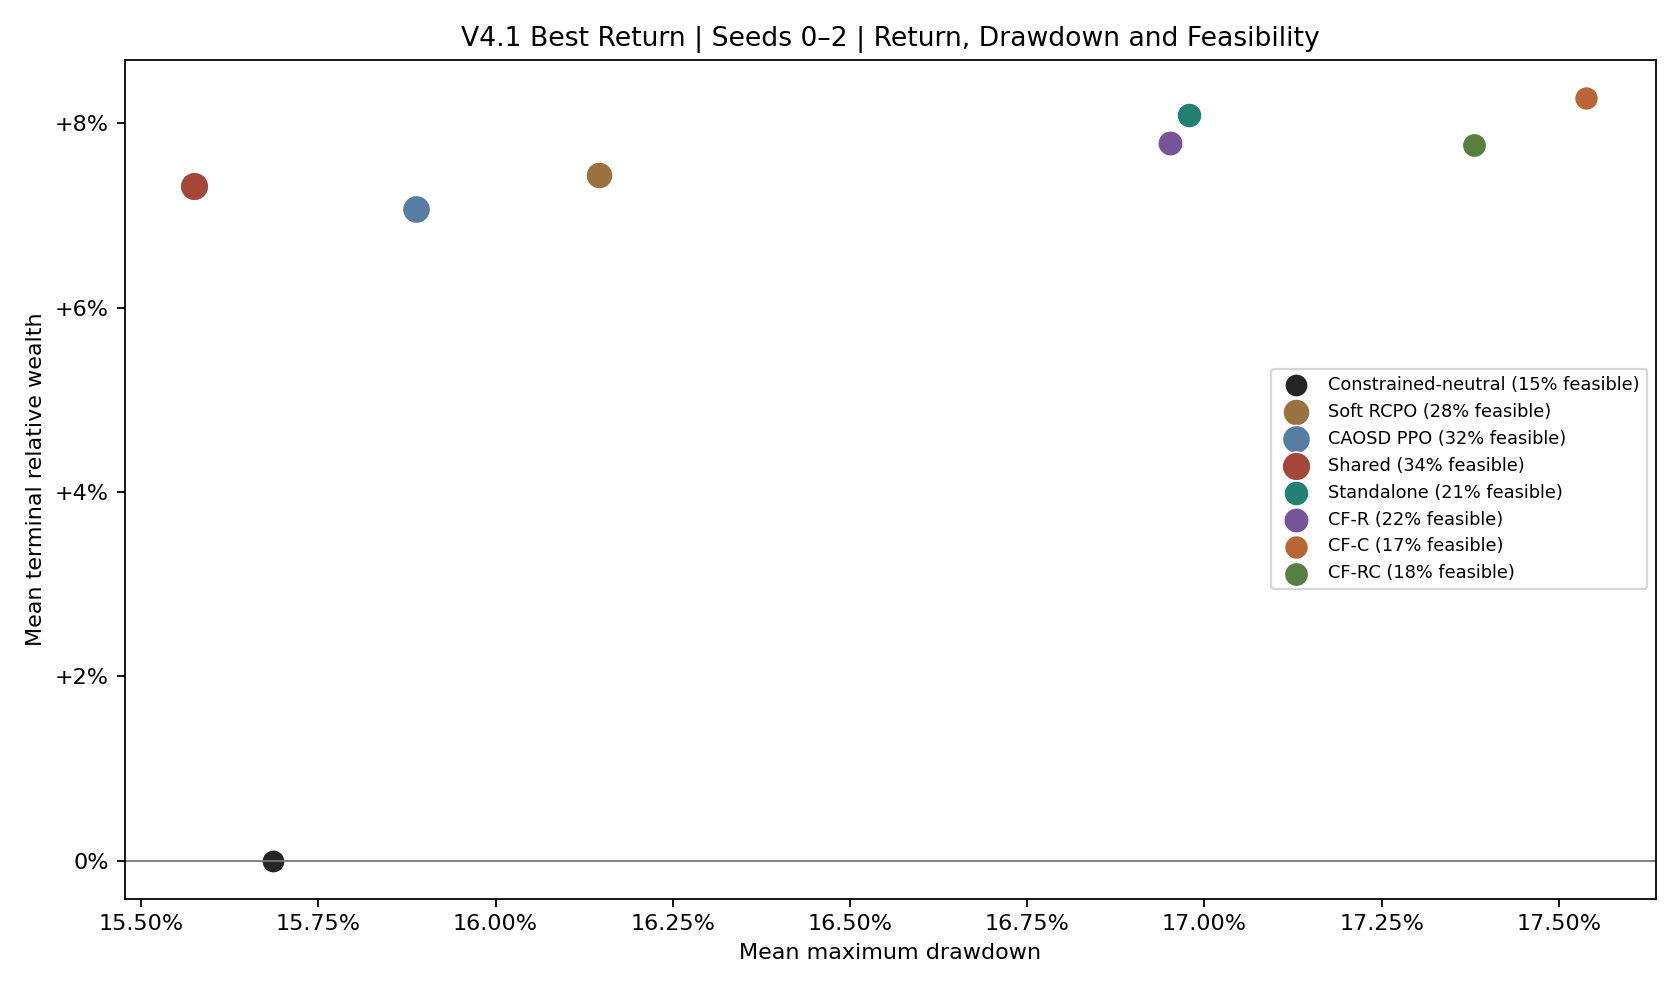 V4.1 Best Return | Seeds 0–2 | Return, Drawdown and Feasibility
Mean terminal relative wealth
+8%
+6%
+4%
+2%
0%
Constrained-neutral (15% feasible)
Soft RCPO (28% feasible)
CAOSD PPO (32% feasible)
Shared (34% feasible)
Standalone (21% feasible)
CF-R (22% feasible)
CF-C (17% feasible)
CF-RC (18% feasible)
15.50% 15.75% 16.00% 16.25% 16.50% 16.75% 17.00% 17.25% 17.50%
Mean maximum drawdown